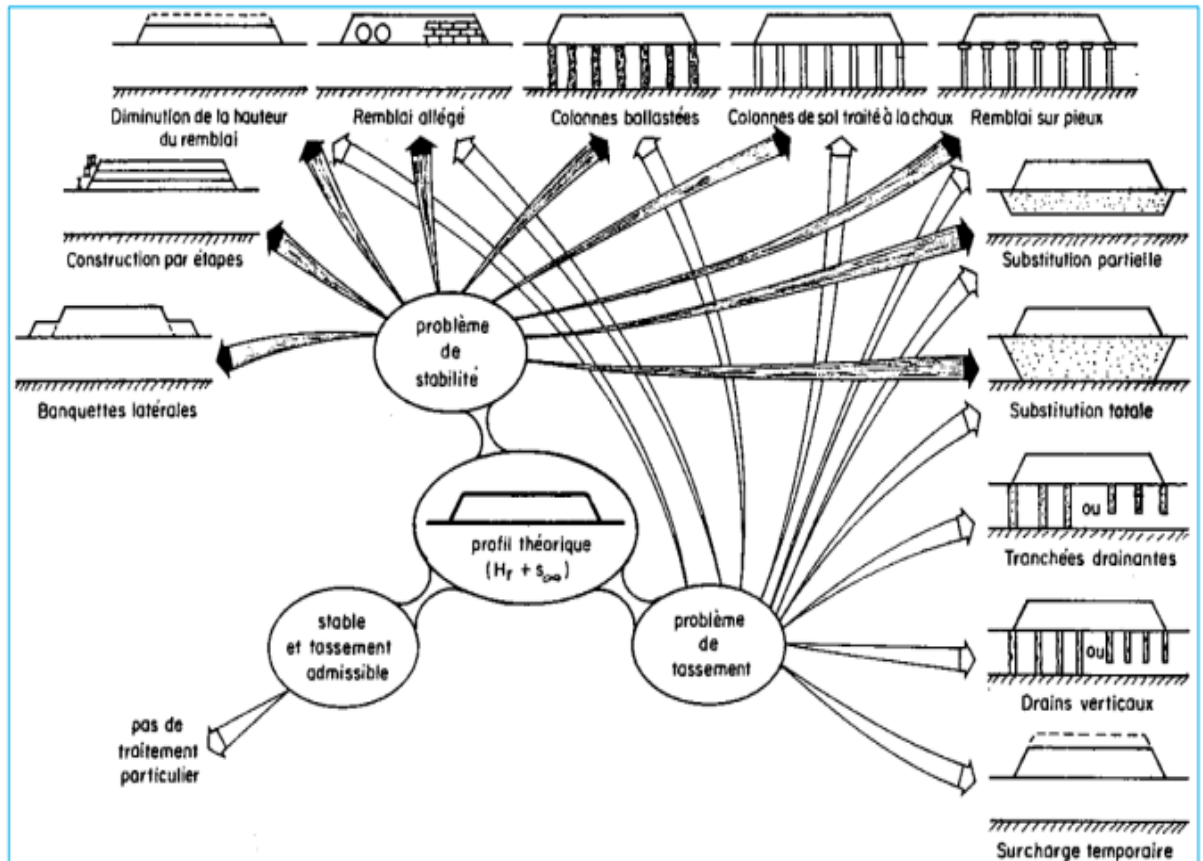 Diminution de la hauteur
du remblai
Remblai allégé
Colonnes ballastées
Colonnes de sol traité à la chaux
Remblai sur pieux
Construction par étapes
Substitution partielle
Banquettes latérales
problème
de
stabilité
Substitution totale
profil théorique
(Hr + s∞)
ou
Tranchées drainantes
stable
et tassement
admissible
problème
de
tassement
ou
Drains verticaux
pas de
traitement
particulier
Surcharge temporaire